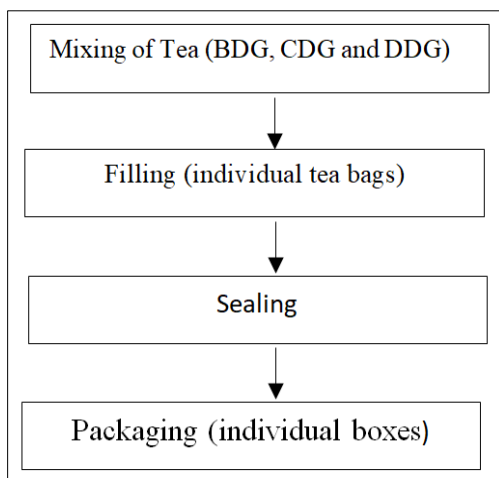 Mixing of Tea (BDG, CDG and DDG)
Filling (individual tea bags)
Sealing
Packaging (individual boxes)